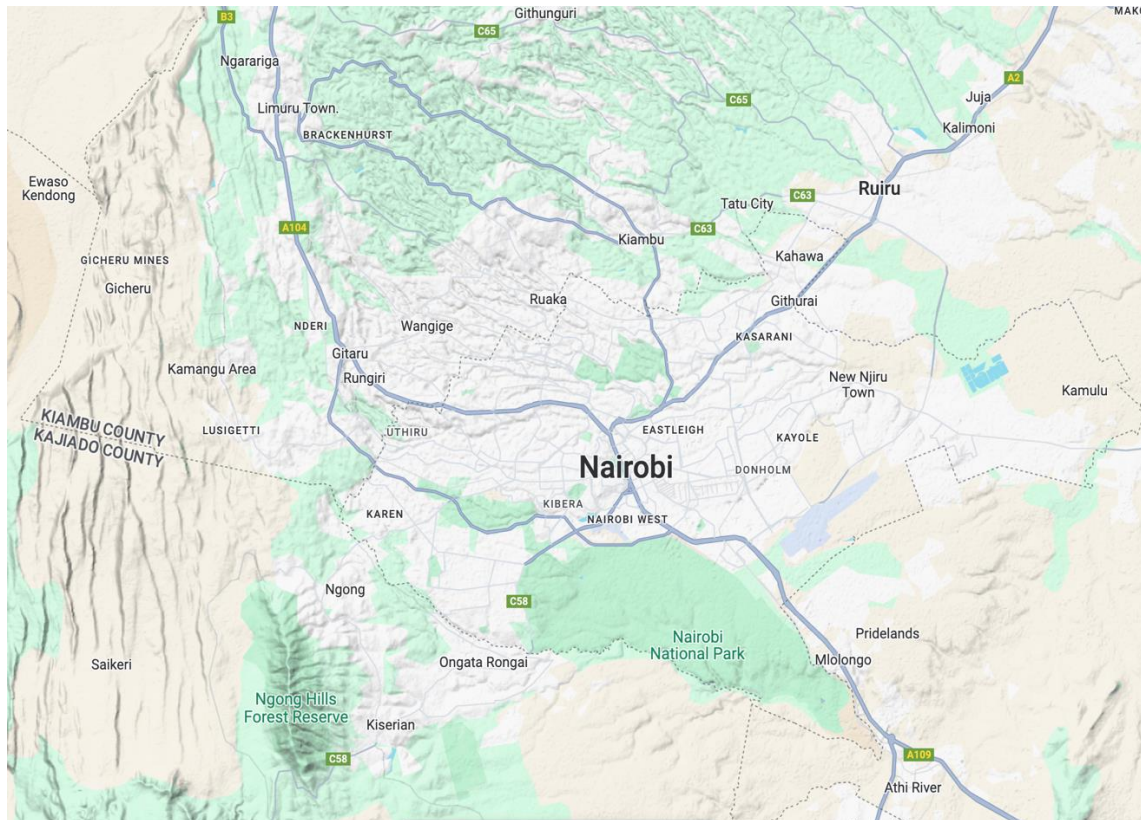 MAK
B3
Githunguri
C65
Ngarariga
A2
Juja
C65
Limuru Town.
Kalimoni
BRACKENHURST
Ewaso
Kendong
Ruiru
C63
Tatu City
A104
C63
Kiambu
GICHERU MINES
Kahawa
Gicheru
Ruaka
Githurai
NDERI
Wangige
KASARANI
Gitaru
Kamangu Area
Rungiri
New Njiru
Town
Kamulu
KIAMBU COUNTY
KAJIADO COUNTY
LUSIGETTI
UTHIRU
EASTLEIGH
KAYOLE
Nairobi
DONHOLM
KIBERA
KAREN
NAIROBI WEST
Ngong
C58
Pridelands
Nairobi
National Park
Saikeri
Ongata Rongai
Mlolongo
Ngong Hills
Forest Reserve
Kiserian
C58
A109
Athi River